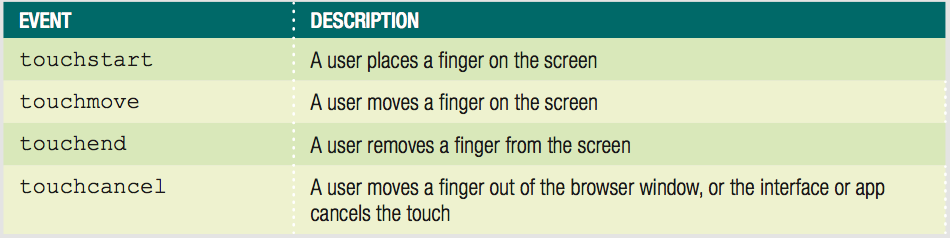 EVENT DESCRIPTION
touchstart A user places a finger on the screen
touchmove A user moves a finger on the screen
touchend A user removes a finger from the screen
touchcancel A user moves a finger out of the browser window, or the interface or app
cancels the touch